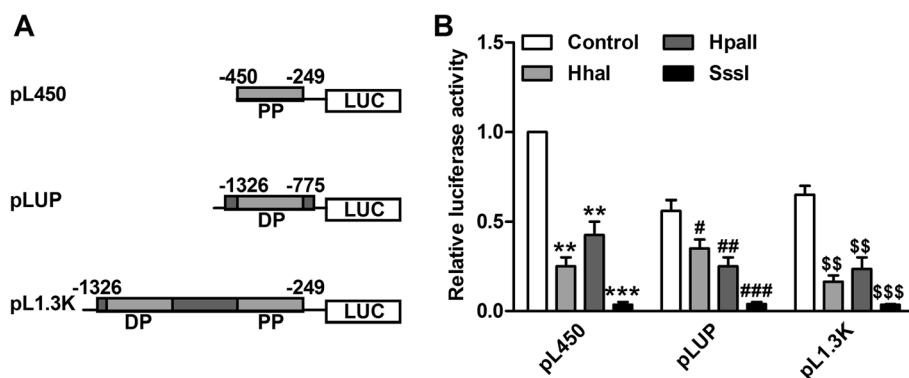 A
pL450
-450 -249
PP
LUC
pLUP
-1326 -775
DP
LUC
pL1.3K
-1326 -249
DP PP
LUC
B
Relative luciferase activity
1.5
1.0
0.5
0.0
Control HpaII
HhaI SssI
** ** ***
# ## ###
$$ $$ $$$
pL450 pLUP pL1.3K